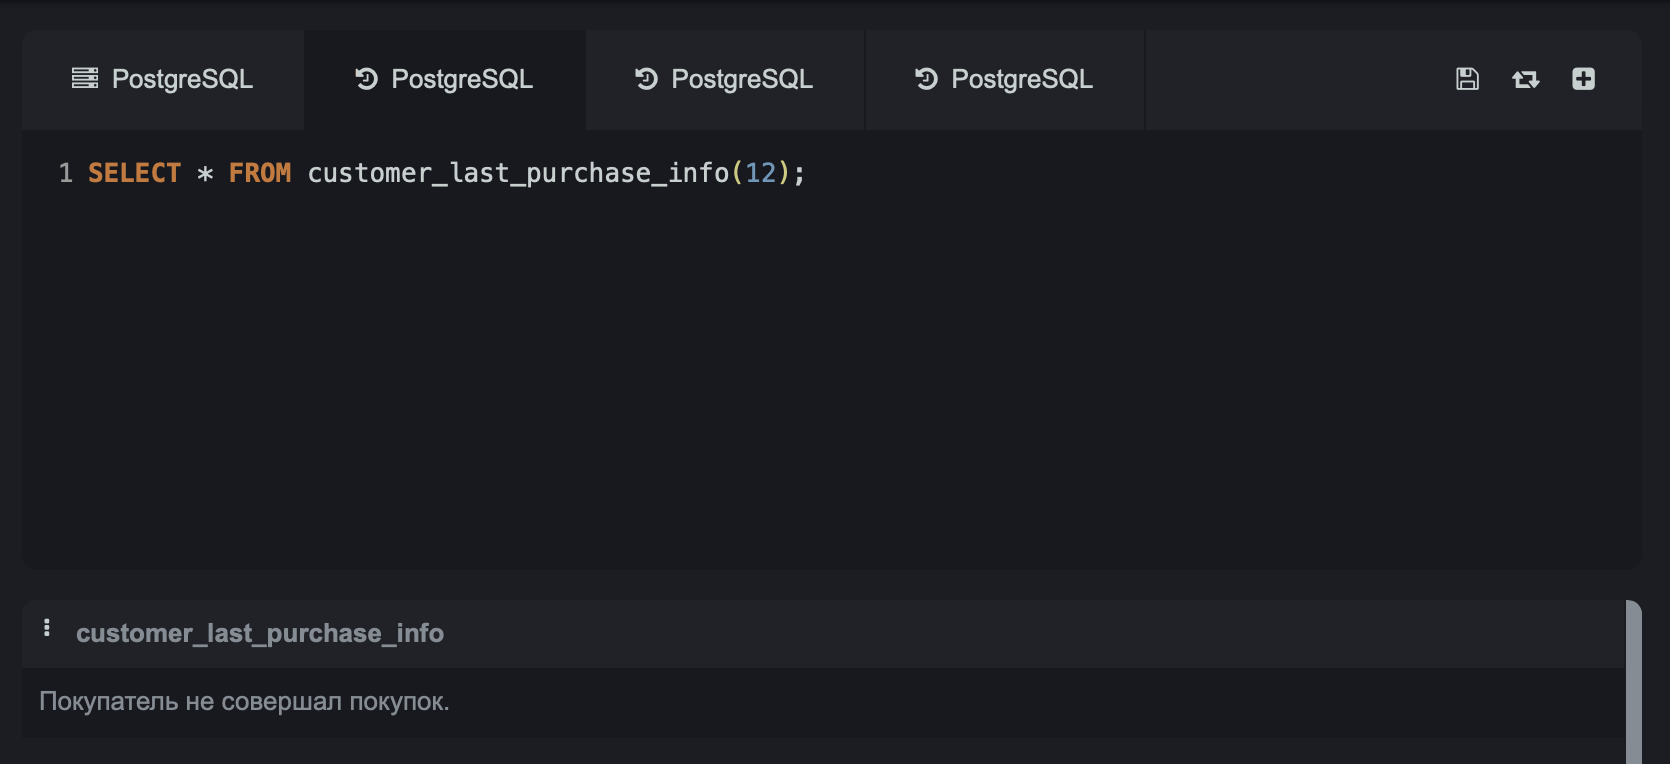 PostgreSQL PostgreSQL PostgreSQL PostgreSQL
1 SELECT * FROM customer_last_purchase_info(12);
customer_last_purchase_info
Покупатель не совершал покупок.